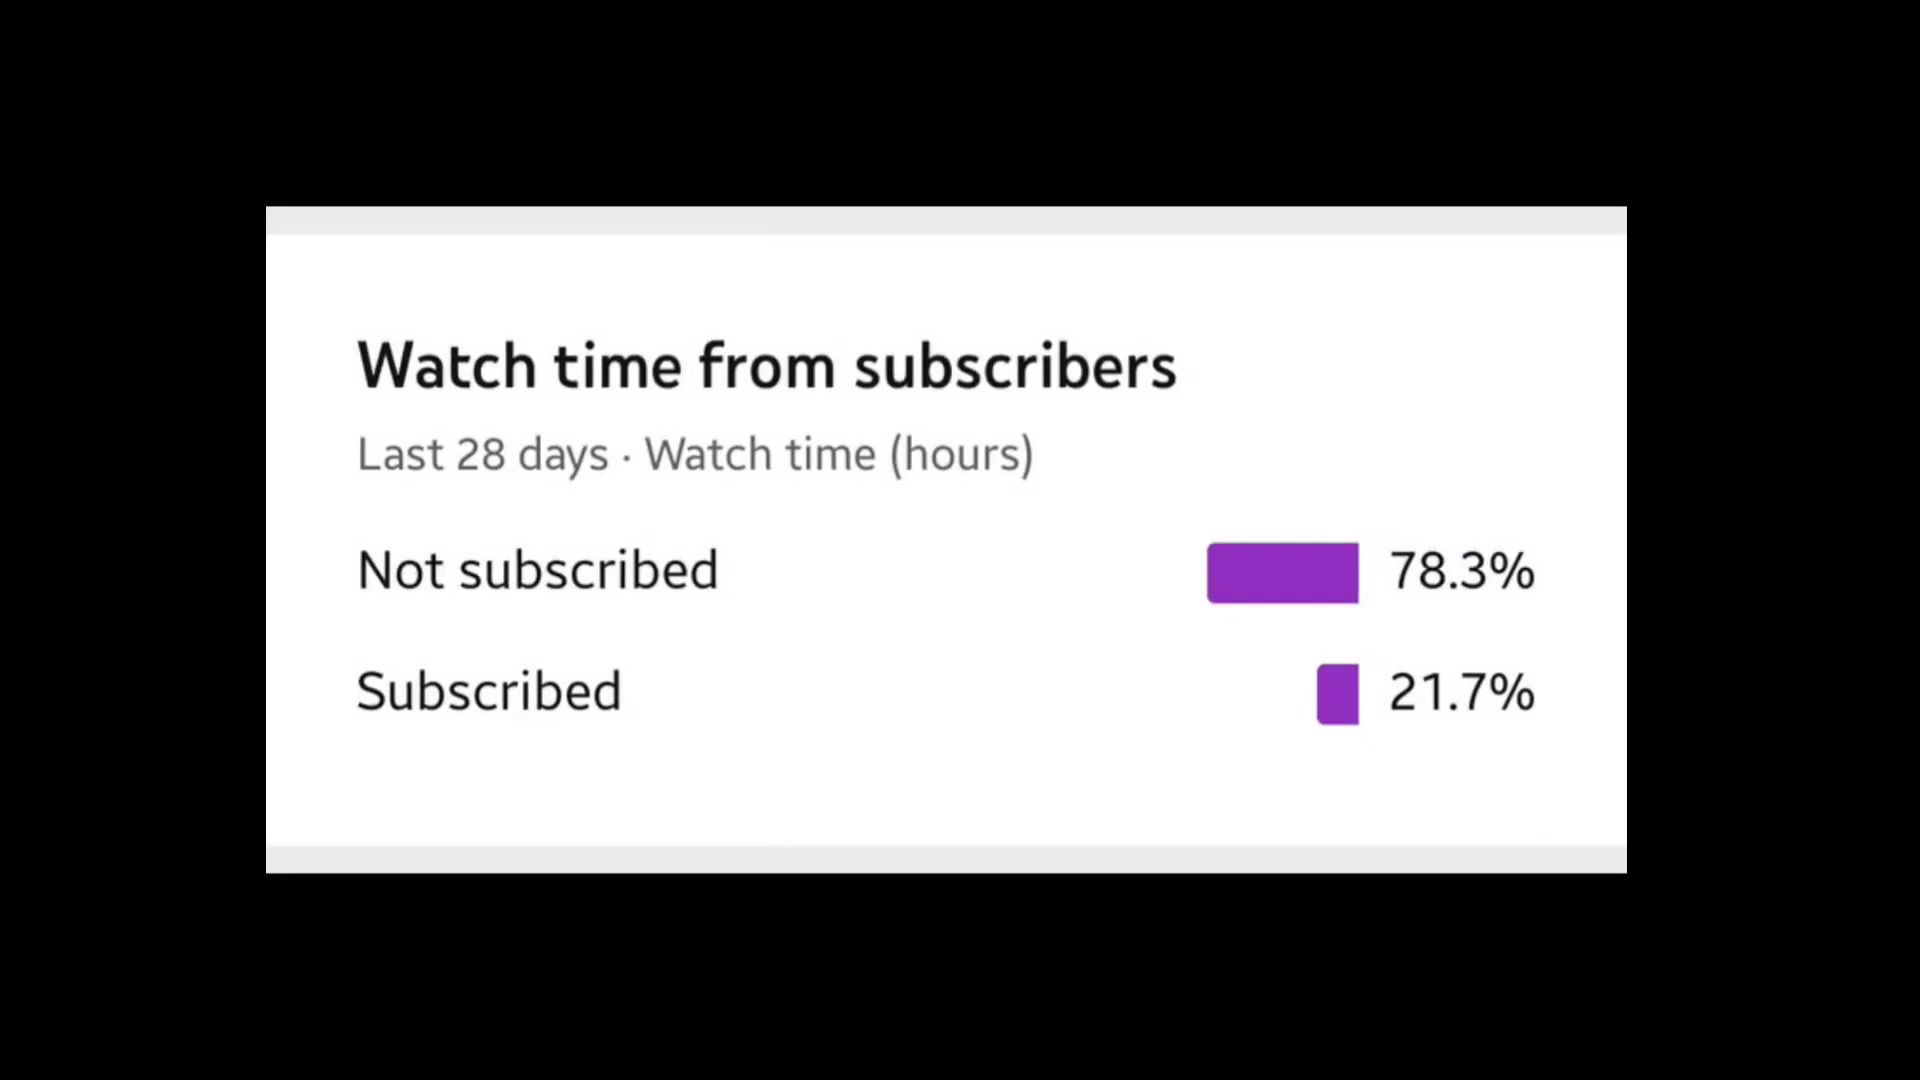 Watch time from subscribers
Last 28 days · Watch time (hours)
Not subscribed 78.3%
Subscribed 21.7%